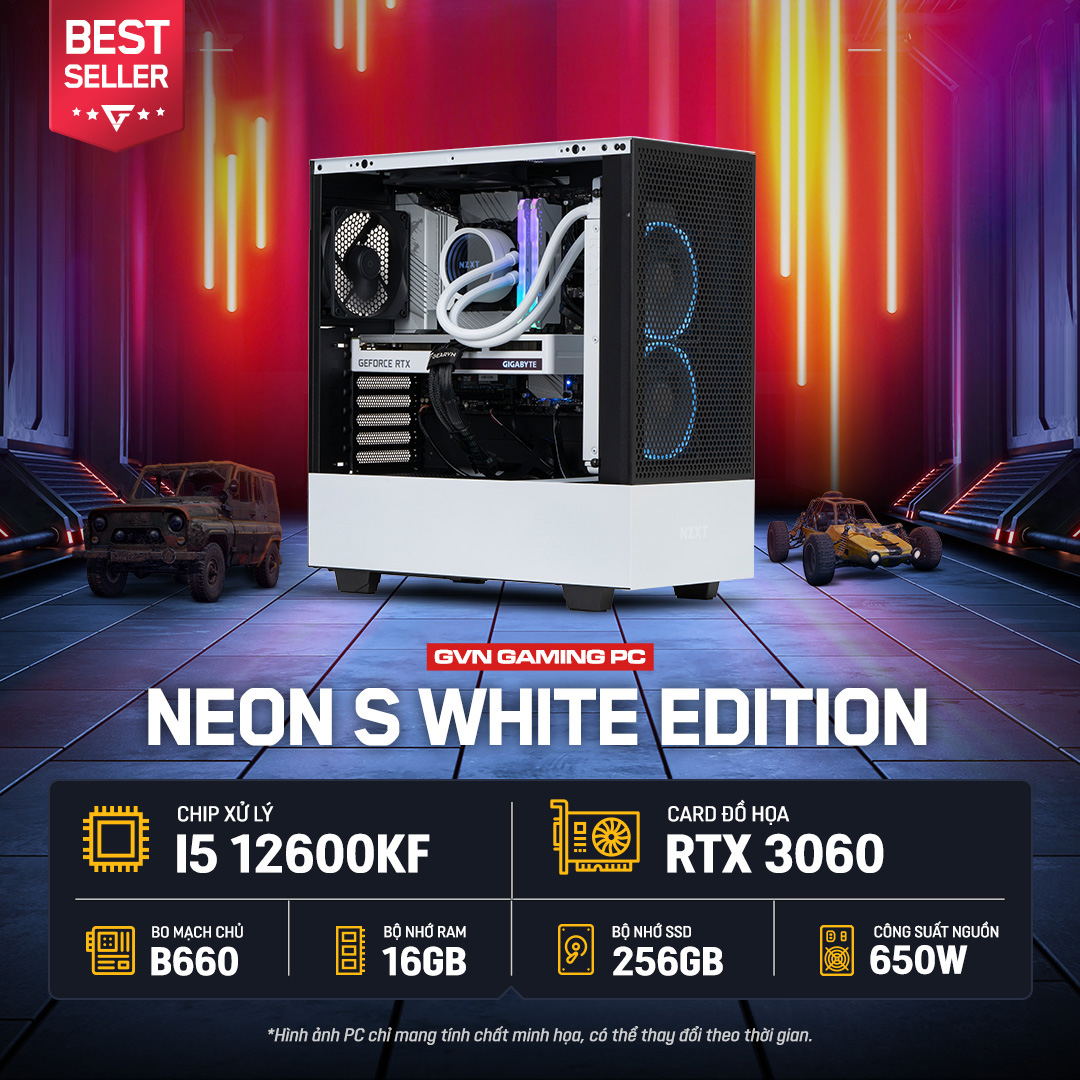 BEST
SELLER
NZXT
GEFORCE RTX
GEARVN
GIGABYTE
NZXT
GVN GAMING PC
NEON S WHITE EDITION
CHIP XỬ LÝ
I5 12600KF
CARD ĐỒ HỌA
RTX 3060
BO MẠCH CHỦ
B660
BỘ NHỚ RAM
16GB
BỘ NHỚ SSD
256GB
CÔNG SUẤT NGUỒN
650W
*Hình ảnh PC chỉ mang tính chất minh họa, có thể thay đổi theo thời gian.